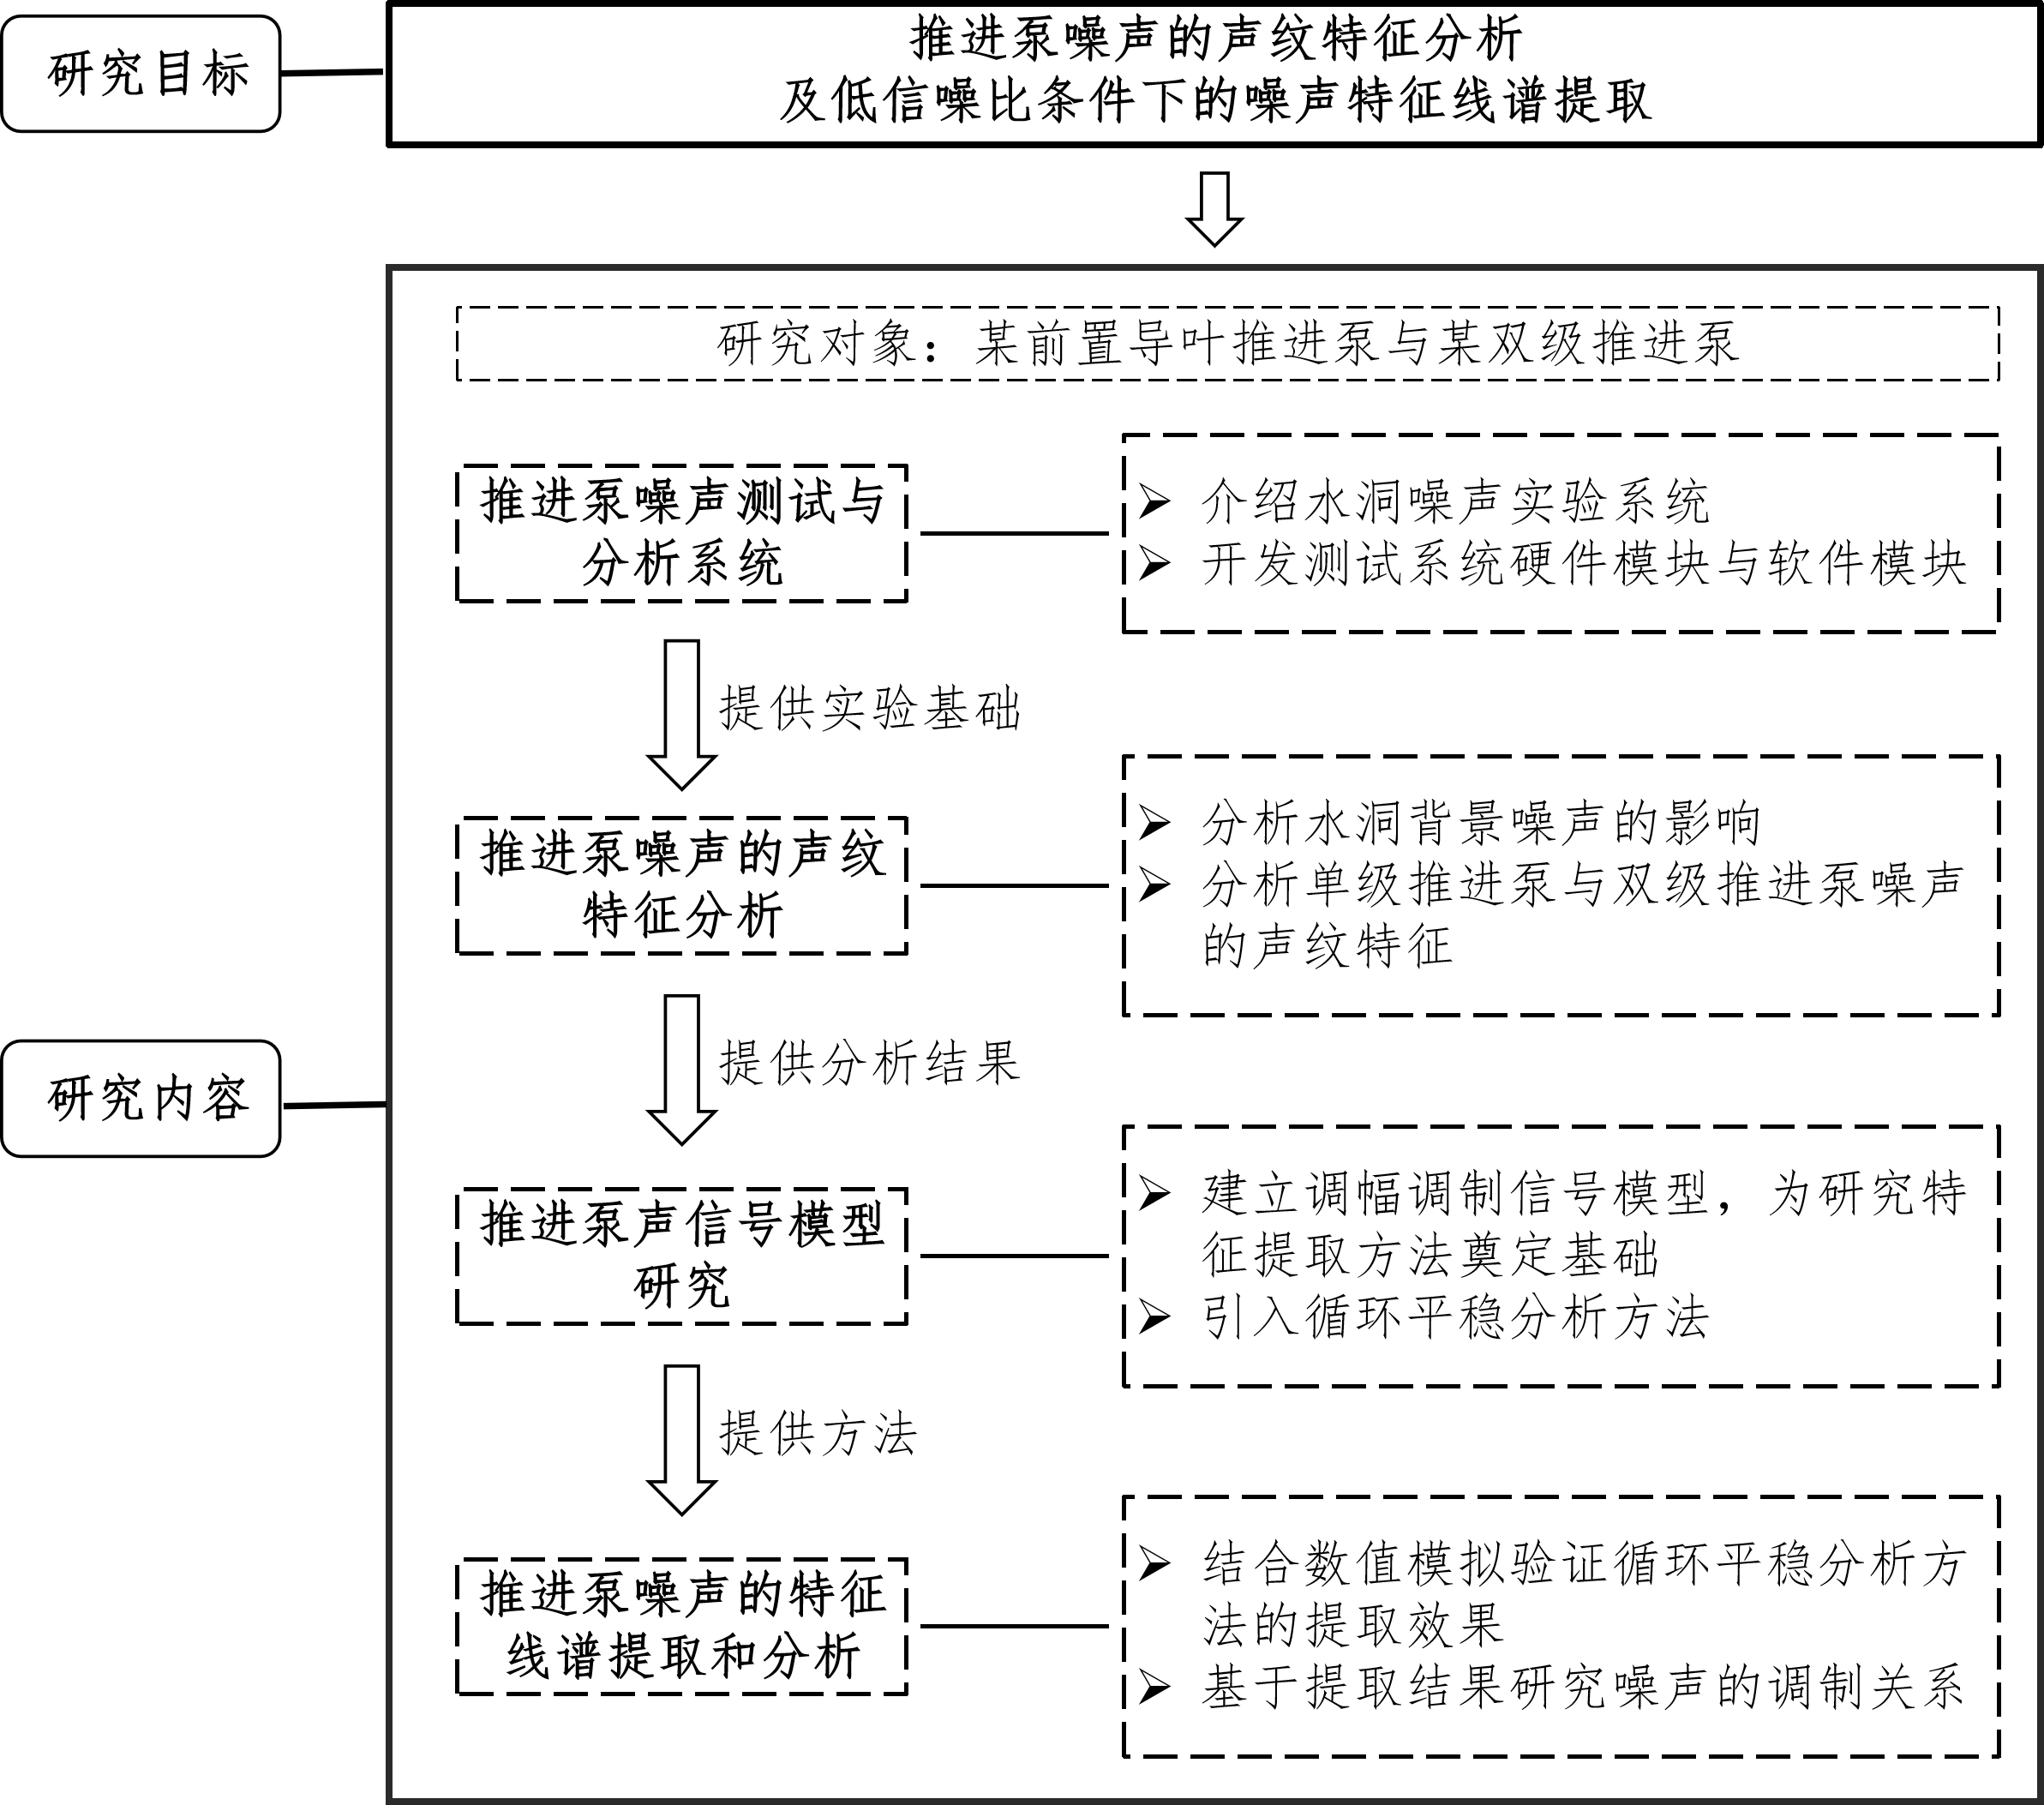 研究目标
推进泵噪声的声纹特征分析
及低信噪比条件下的噪声特征线谱提取
研究对象：某前置导叶推进泵与某双级推进泵
推进泵噪声测试与
分析系统
介绍水洞噪声实验系统
开发测试系统硬件模块与软件模块
提供实验基础
推进泵噪声的声纹
特征分析
分析水洞背景噪声的影响
分析单级推进泵与双级推进泵噪声
的声纹特征
提供分析结果
研究内容
推进泵声信号模型
研究
建立调幅调制信号模型，为研究特
征提取方法奠定基础
引入循环平稳分析方法
提供方法
推进泵噪声的特征
线谱提取和分析
结合数值模拟验证循环平稳分析方
法的提取效果
基于提取结果研究噪声的调制关系